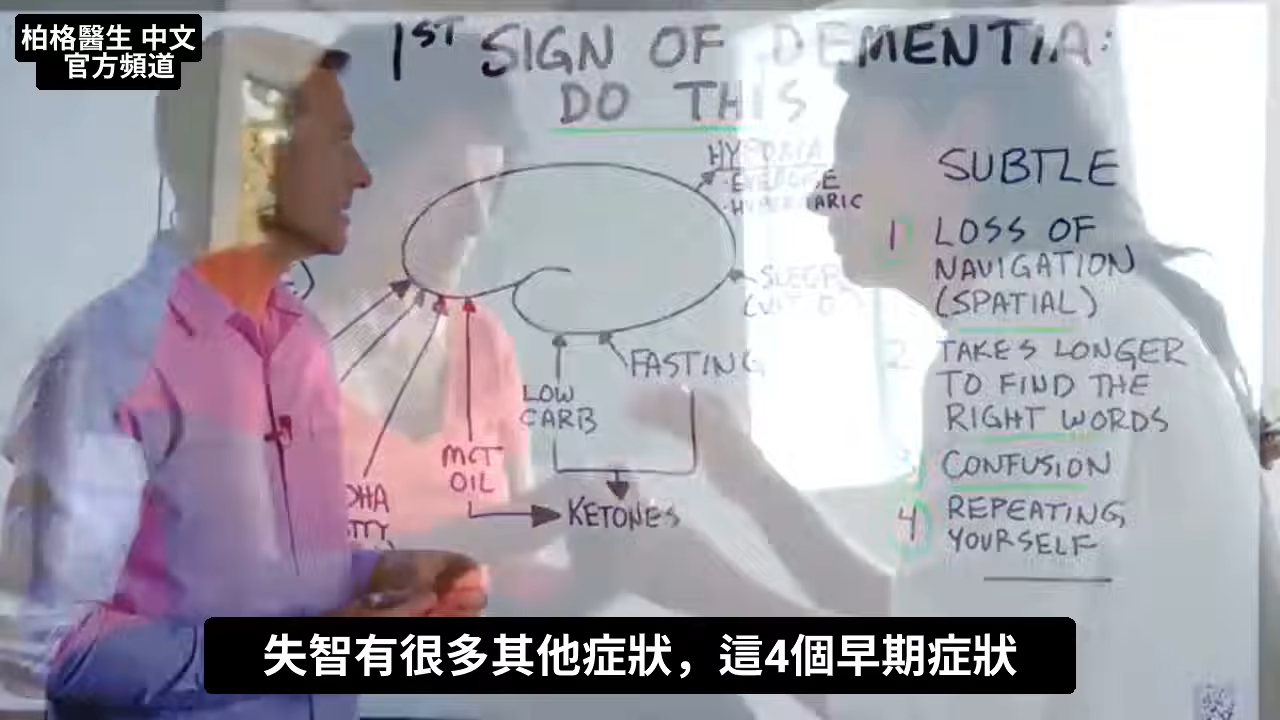 柏格醫生 中文
官方頻道
1ST SIGN OF DEMENTIA:
DO THIS
SUBTLE
1 LOSS OF
NAVIGATION
(SPATIAL)
2 TAKES LONGER
TO FIND THE
RIGHT WORDS
3 CONFUSION
4 REPEATING
YOURSELF
FASTING
LOW
CARB
MCT
OIL
DHA
KETONES
失智有很多其他症狀，這4個早期症狀